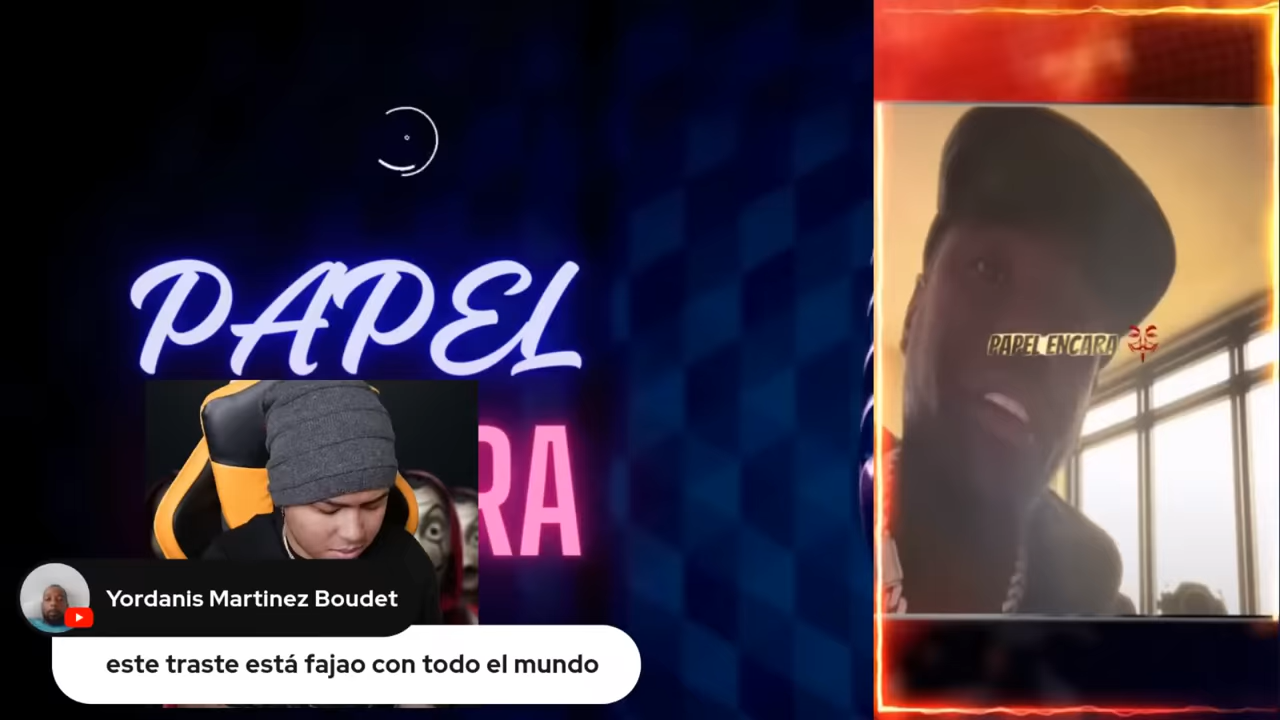 PAPEL
RA
PAPEL ENCARA
Yordanis Martinez Boudet
este traste está fajao con todo el mundo